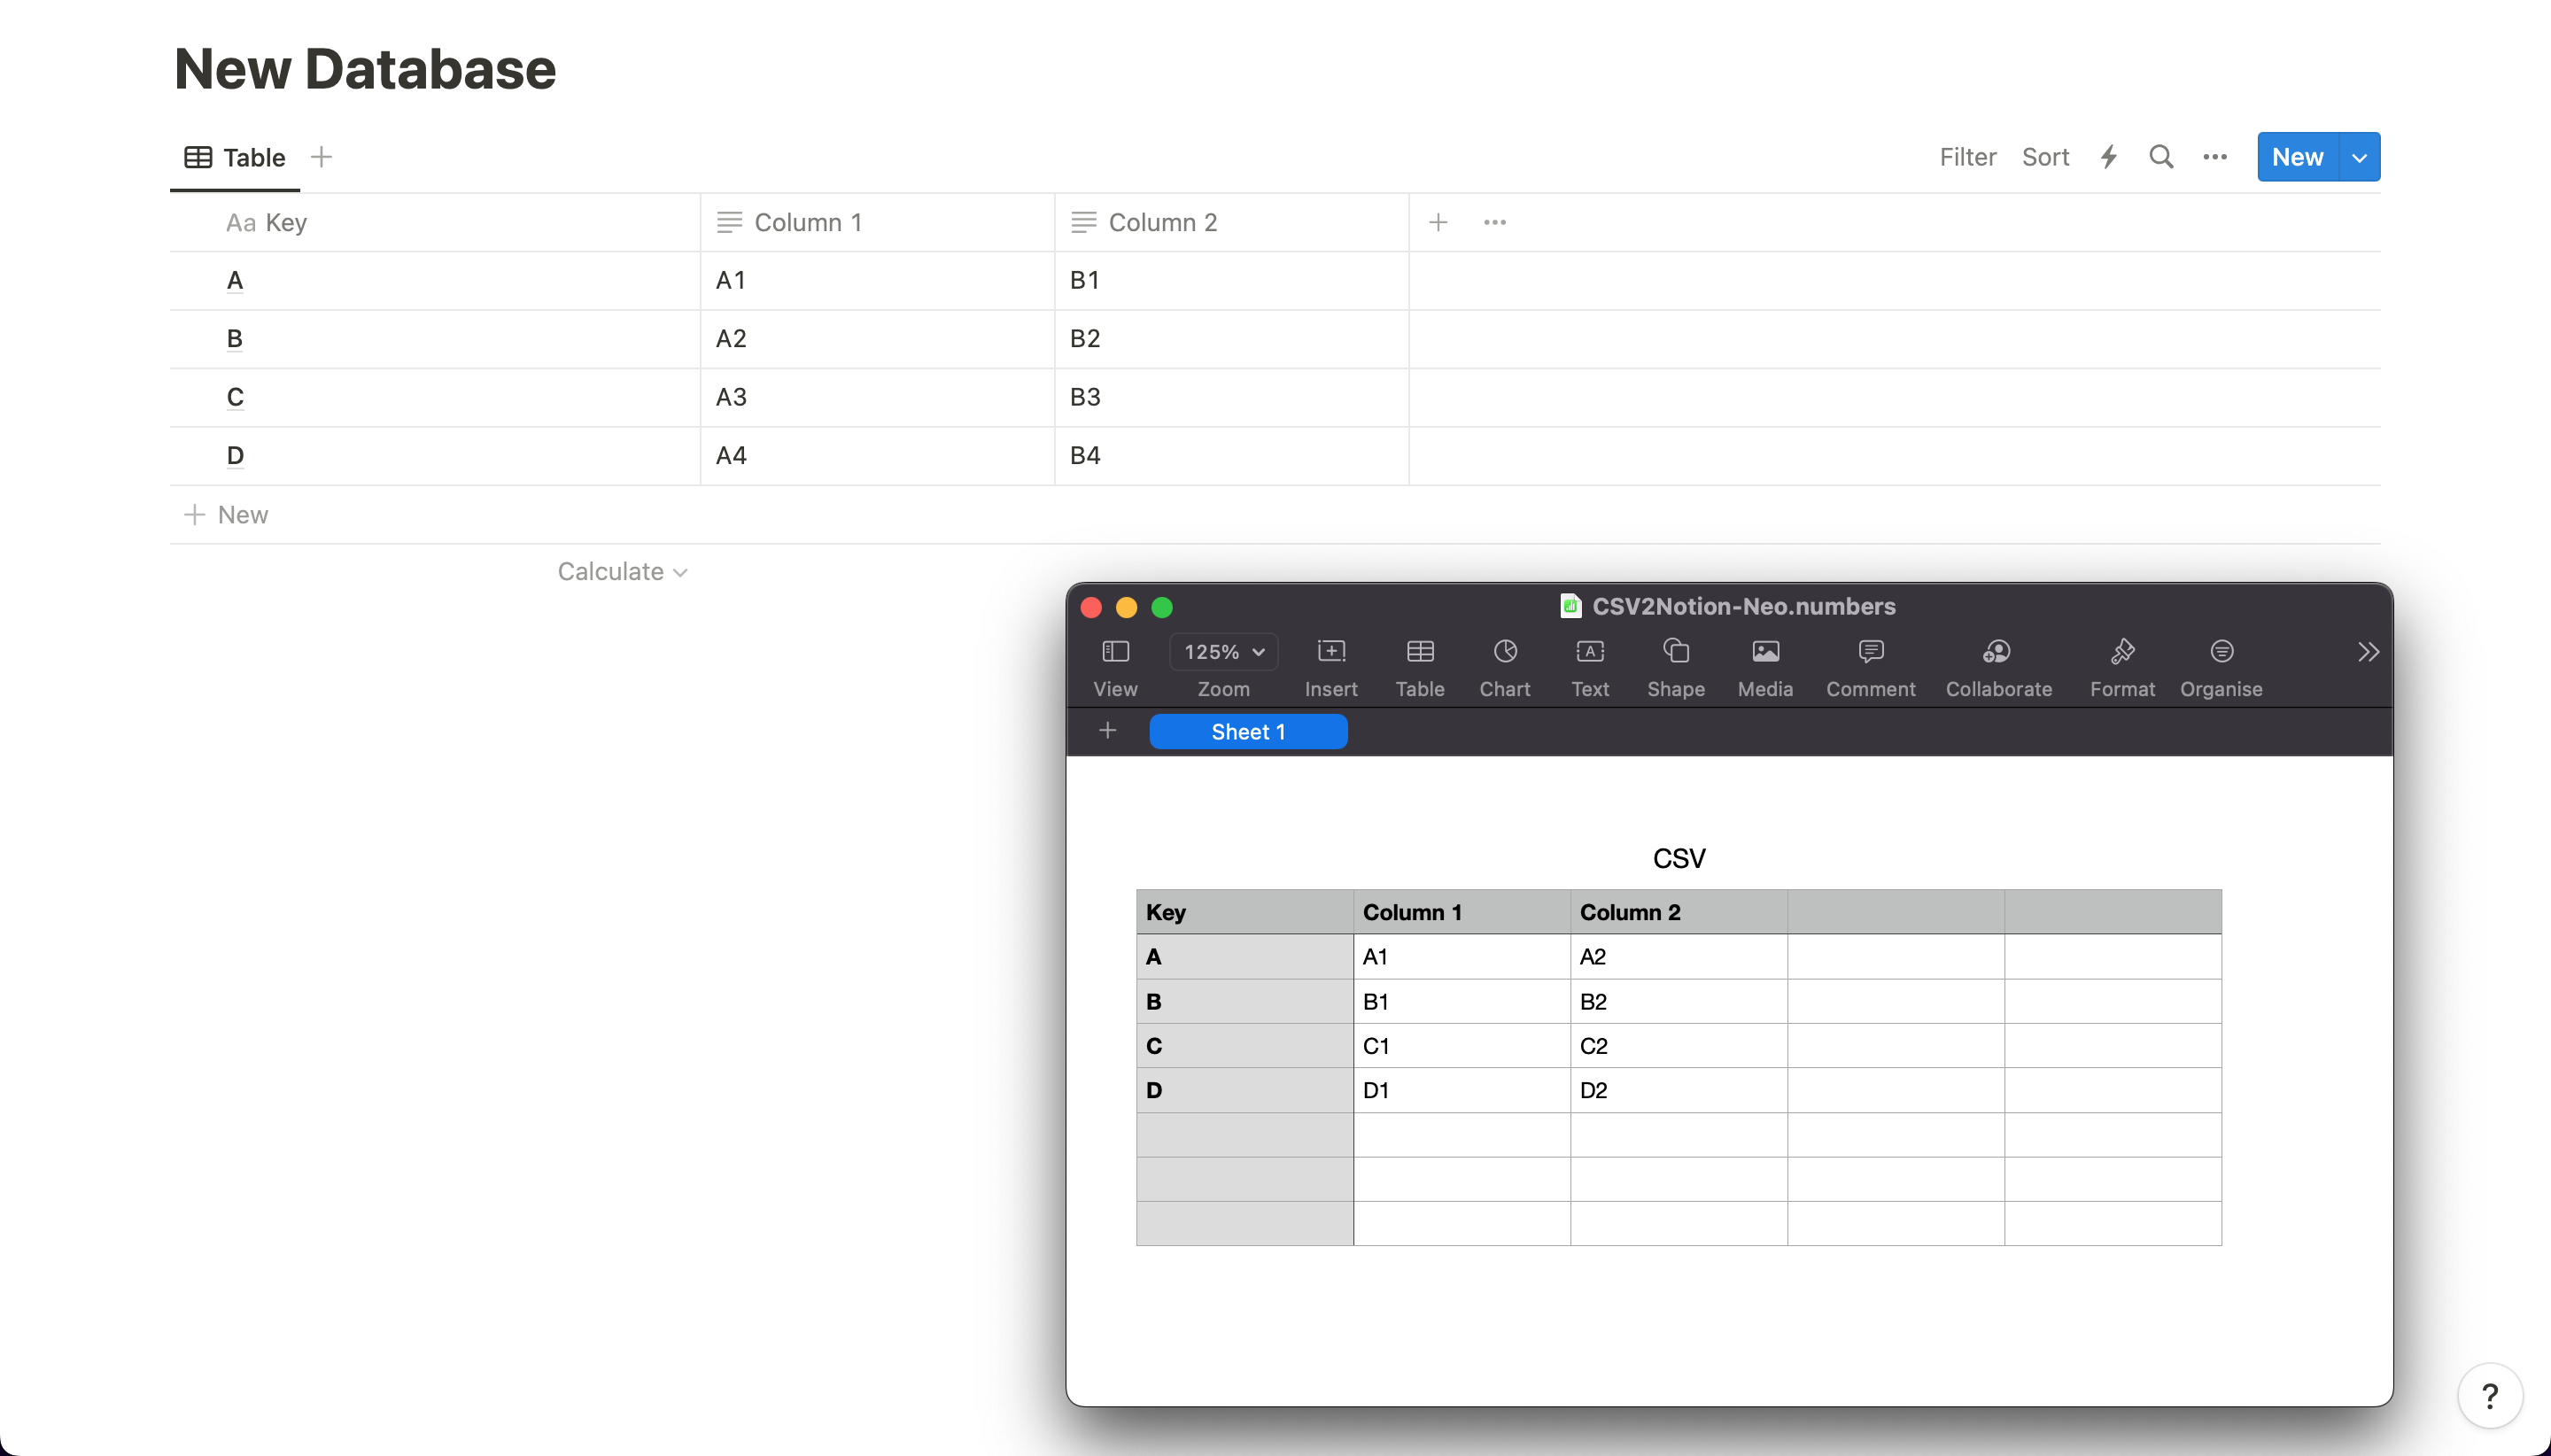 New Database
Table
Filter Sort New
Aa Key Column 1 Column 2
A A1 B1
B A2 B2
C A3 B3
D A4 B4
New
Calculate
CSV2Notion-Neo.numbers
125%
View Zoom Insert Table Chart Text Shape Media Comment Collaborate Format Organise
Sheet 1
CSV
Key Column 1 Column 2
A A1 A2
B B1 B2
C C1 C2
D D1 D2
?